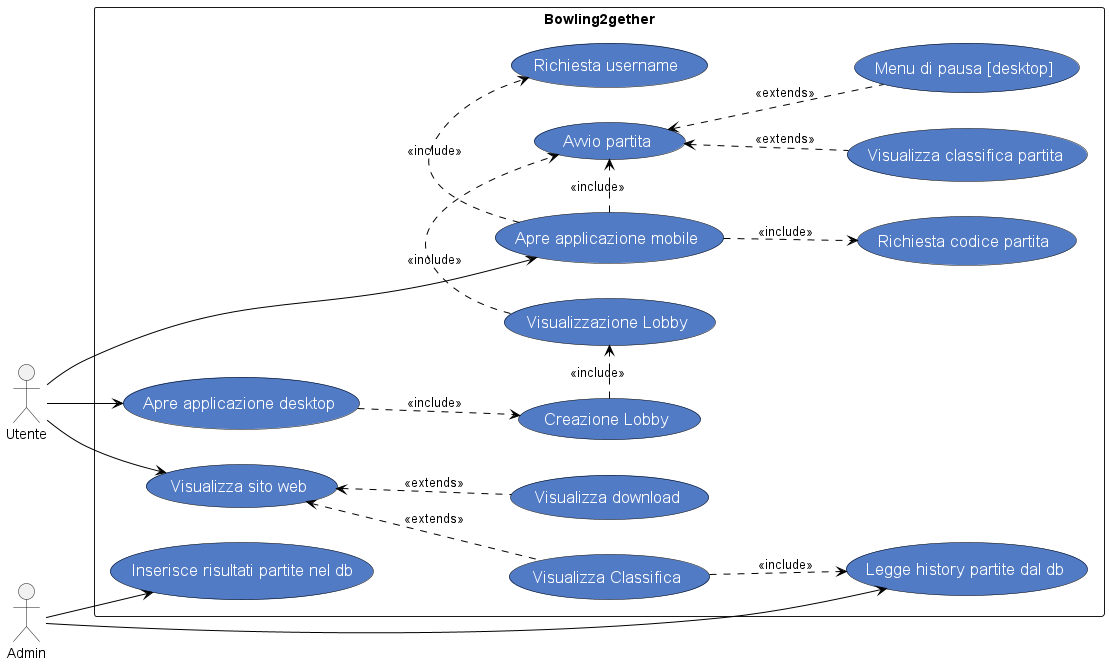 Bowling2gether
Richiesta username
Menu di pausa [desktop]
«extends»
Avvio partita
«extends»
Visualizza classifica partita
«include»
«include»
Apre applicazione mobile
«include»
Richiesta codice partita
«include»
Visualizzazione Lobby
«include»
Utente
Apre applicazione desktop
«include»
Creazione Lobby
Visualizza sito web
«extends»
Visualizza download
«extends»
Inserisce risultati partite nel db
Visualizza Classifica
«include»
Legge history partite dal db
Admin